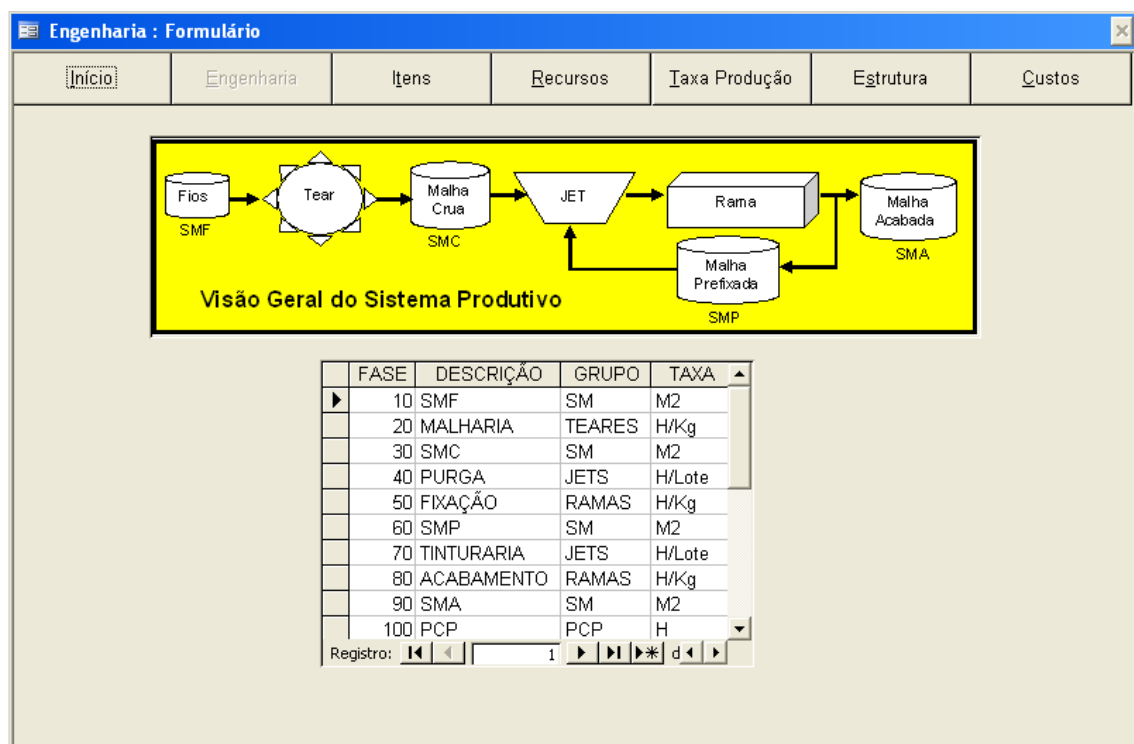 Engenharia : Formulário
Início Engenharia Itens Recursos Taxa Produção Estrutura Custos
Fios
SMF
Tear
Malha
Crua
SMC
JET
Rama
Malha
Acabada
SMA
Malha
Prefixada
SMP
Visão Geral do Sistema Produtivo
FASE DESCRIÇÃO GRUPO TAXA
10 SMF SM M2
20 MALHARIA TEARES H/Kg
30 SMC SM M2
40 PURGA JETS H/Lote
50 FIXAÇÃO RAMAS H/Kg
60 SMP SM M2
70 TINTURARIA JETS H/Lote
80 ACABAMENTO RAMAS H/Kg
90 SMA SM M2
100 PCP PCP H
Registro: 1 d